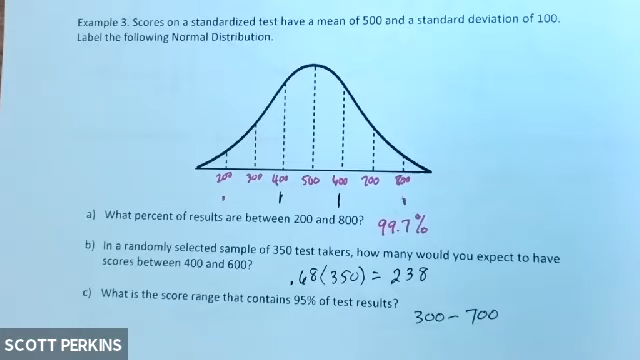 Example 3. Scores on a standardized test have a mean of 500 and a standard deviation of 100.
Label the following Normal Distribution.
200 300 400 500 400 700 800
a) What percent of results are between 200 and 800? 99.7%
b) In a randomly selected sample of 350 test takers, how many would you expect to have
scores between 400 and 600? .68(350) = 238
c) What is the score range that contains 95% of test results?
300 - 700
SCOTT PERKINS